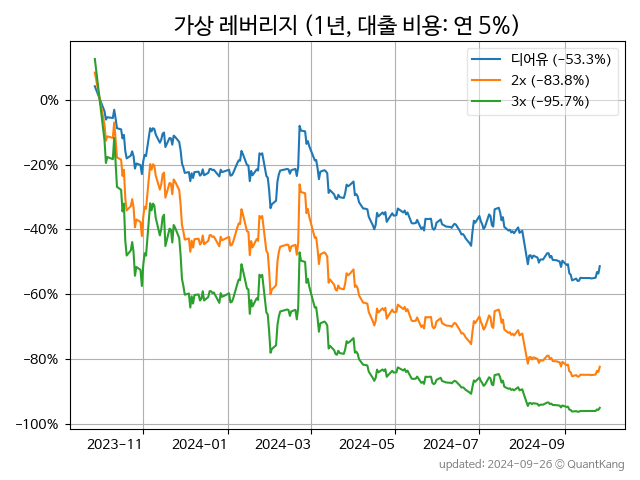 가상 레버리지 (1년, 대출 비용: 연 5%)
디어유 (−53.3%)
2x (−83.8%)
3x (−95.7%)
0%
−20%
−40%
−60%
−80%
−100%
2023-11 2024-01 2024-03 2024-05 2024-07 2024-09
updated: 2024-09-26 © QuantKang